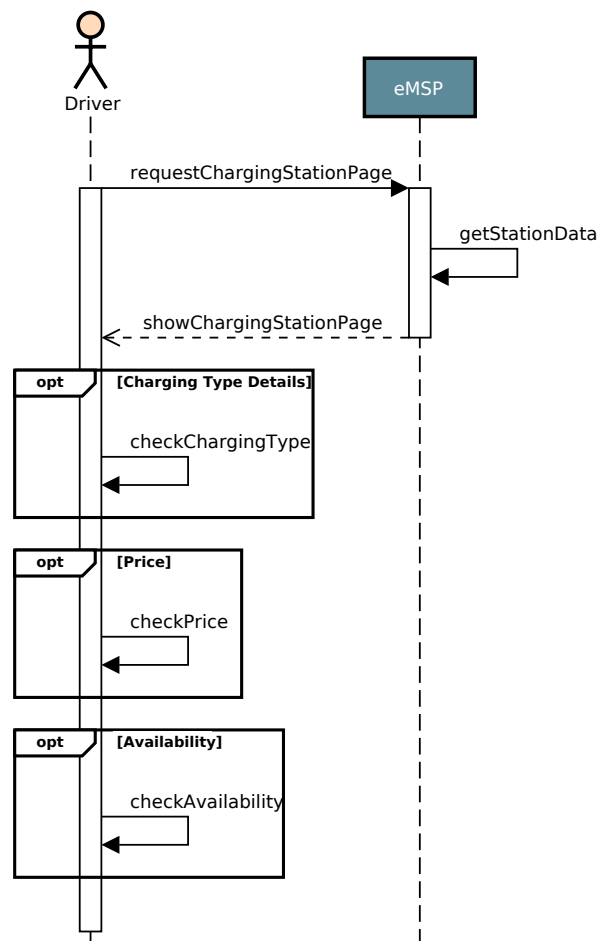 Driver
eMSP
requestChargingStationPage
getStationData
showChargingStationPage
opt [Charging Type Details]
checkChargingType
opt [Price]
checkPrice
opt [Availability]
checkAvailability